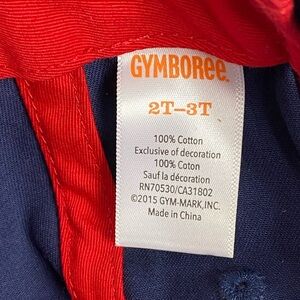 GYMBOREE
2T–3T
100% Cotton
Exclusive of decoration
100% Coton
Sauf la décoration
RN70530/CA31802
©2015 GYM-MARK,INC.
Made in China